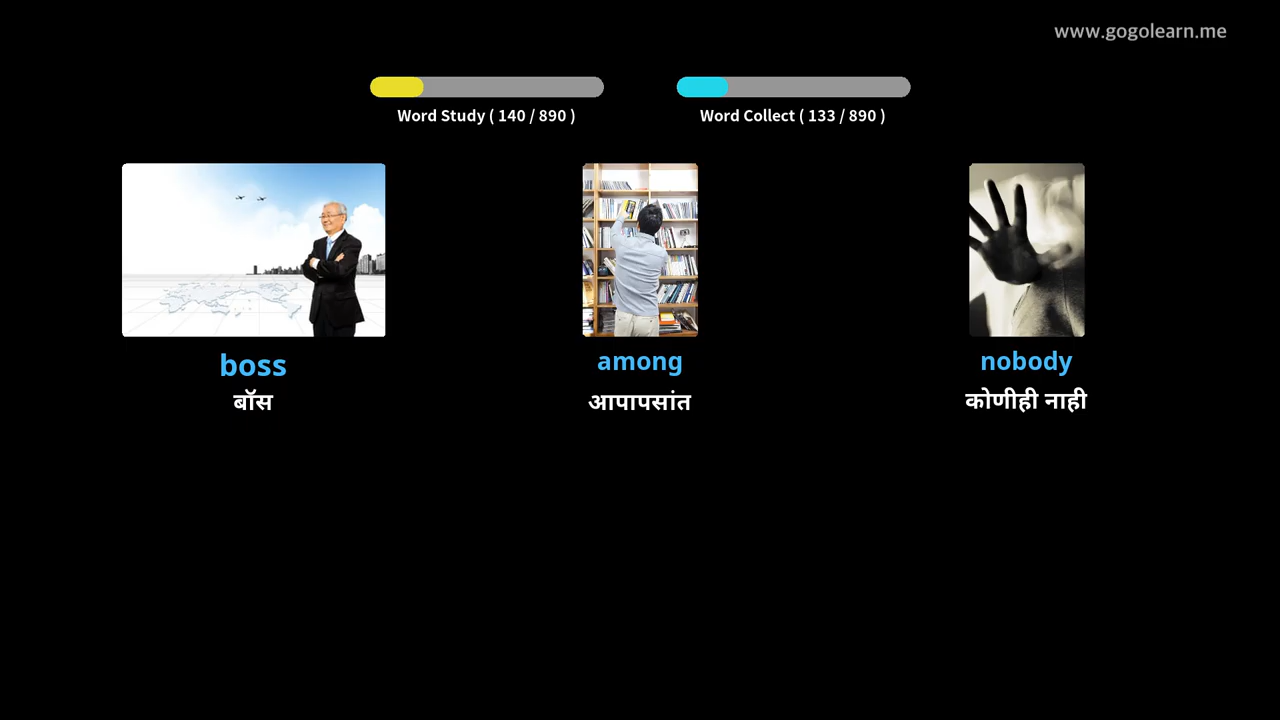 www.gogolearn.me
Word Study ( 140 / 890 )
Word Collect ( 133 / 890 )
boss
बॉस
among
आपापसांत
nobody
कोणीही नाही